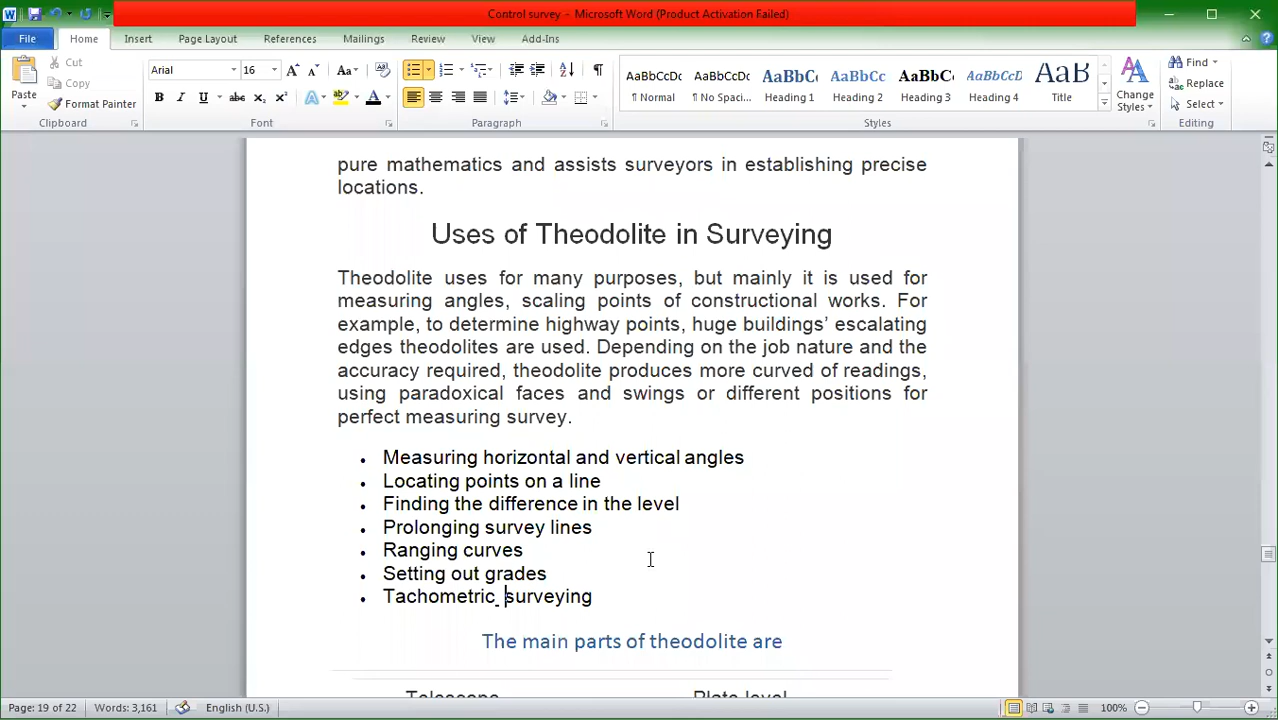 Control survey - Microsoft Word (Product Activation Failed)
File Home Insert Page Layout References Mailings Review View Add-Ins
Paste
Cut
Copy
Format Painter
Clipboard
Arial 16
Font
Paragraph
AaBbCcDc AaBbCcDc AaBbC AaBbCc AaBbCc AaBbCcD AaB
¶ Normal ¶ No Spaci... Heading 1 Heading 2 Heading 3 Heading 4 Title
Change
Styles
Styles
Find
Replace
Select
Editing
pure mathematics and assists surveyors in establishing precise
locations.
Uses of Theodolite in Surveying
Theodolite uses for many purposes, but mainly it is used for
measuring angles, scaling points of constructional works. For
example, to determine highway points, huge buildings’ escalating
edges theodolites are used. Depending on the job nature and the
accuracy required, theodolite produces more curved of readings,
using paradoxical faces and swings or different positions for
perfect measuring survey.
• Measuring horizontal and vertical angles
• Locating points on a line
• Finding the difference in the level
• Prolonging survey lines
• Ranging curves
• Setting out grades
• Tachometric surveying
The main parts of theodolite are
Telescope Plate level
Page: 19 of 22 Words: 3,161 English (U.S.) 100%